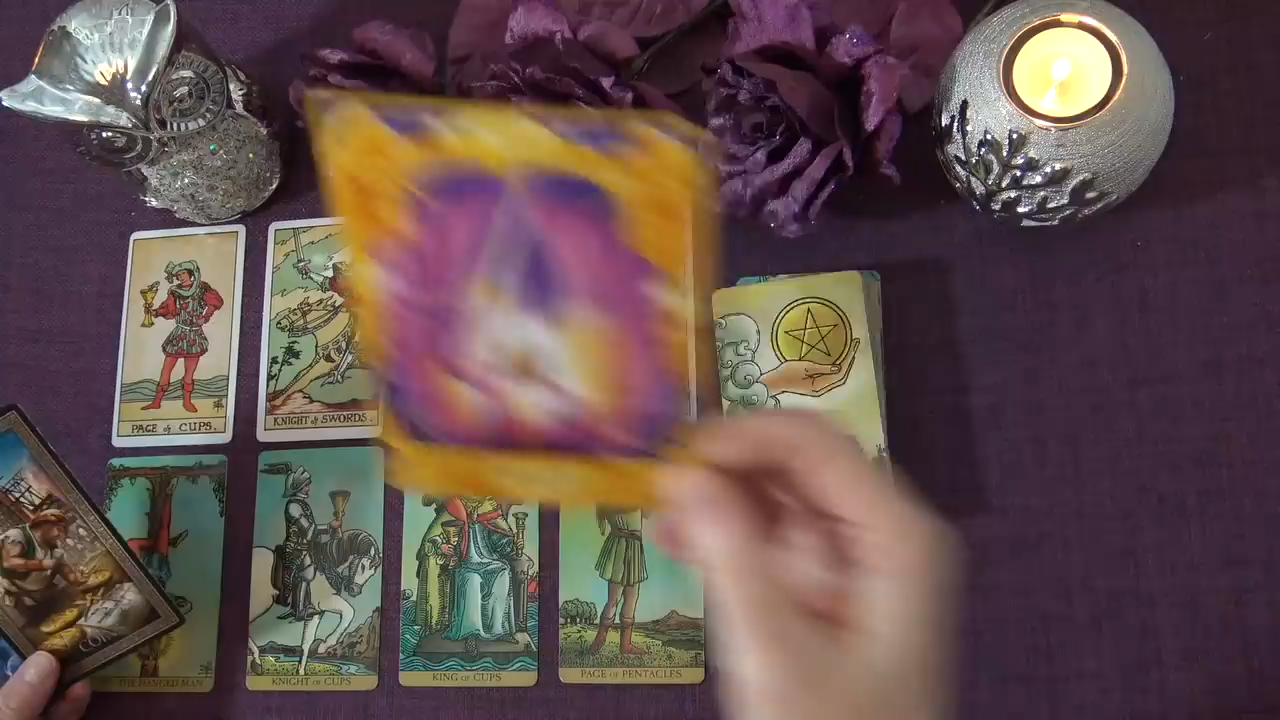 PAGE of CUPS.
KNIGHT of SWORDS.
THE HANGED MAN
KNIGHT OF CUPS
KING OF CUPS
PAGE OF PENTACLES